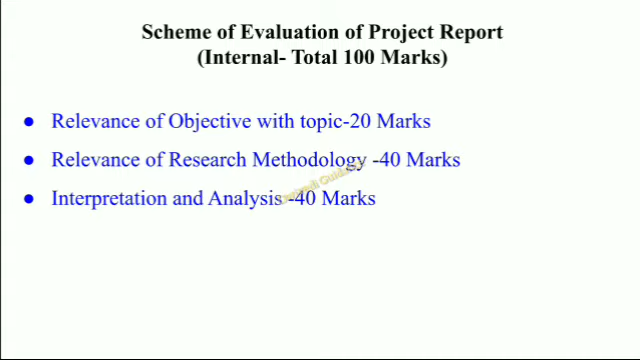 Scheme of Evaluation of Project Report
(Internal- Total 100 Marks)
● Relevance of Objective with topic-20 Marks
● Relevance of Research Methodology -40 Marks
● Interpretation and Analysis -40 Marks